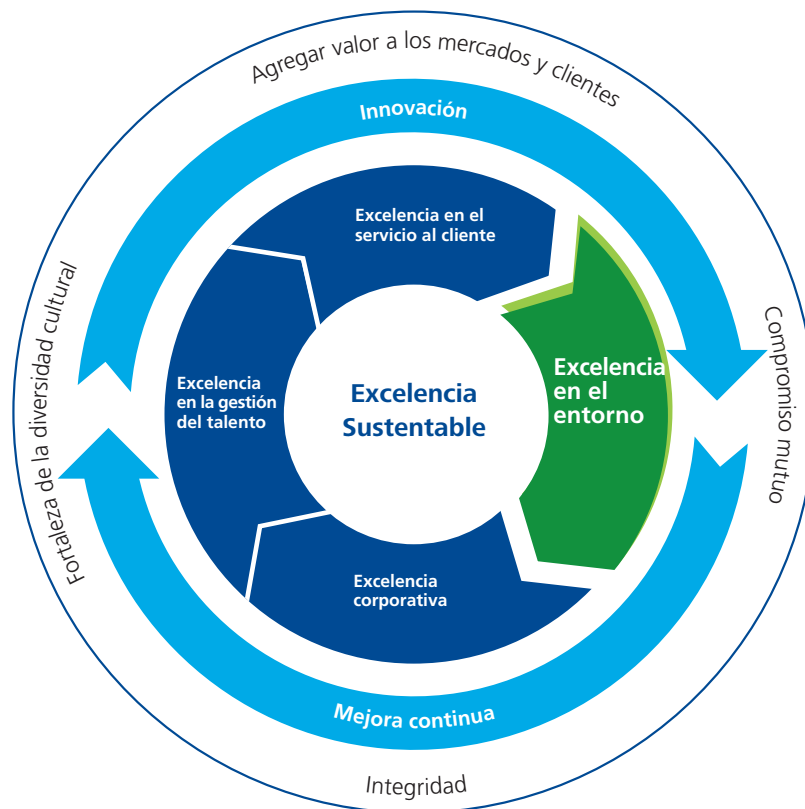 Agregar valor a los mercados y clientes
Innovación
Excelencia en el
servicio al cliente
Fortaleza de la diversidad cultural
Excelencia
en la gestión
del talento
Excelencia
Sustentable
Excelencia
en el
entorno
Compromiso mutuo
Excelencia
corporativa
Mejora continua
Integridad